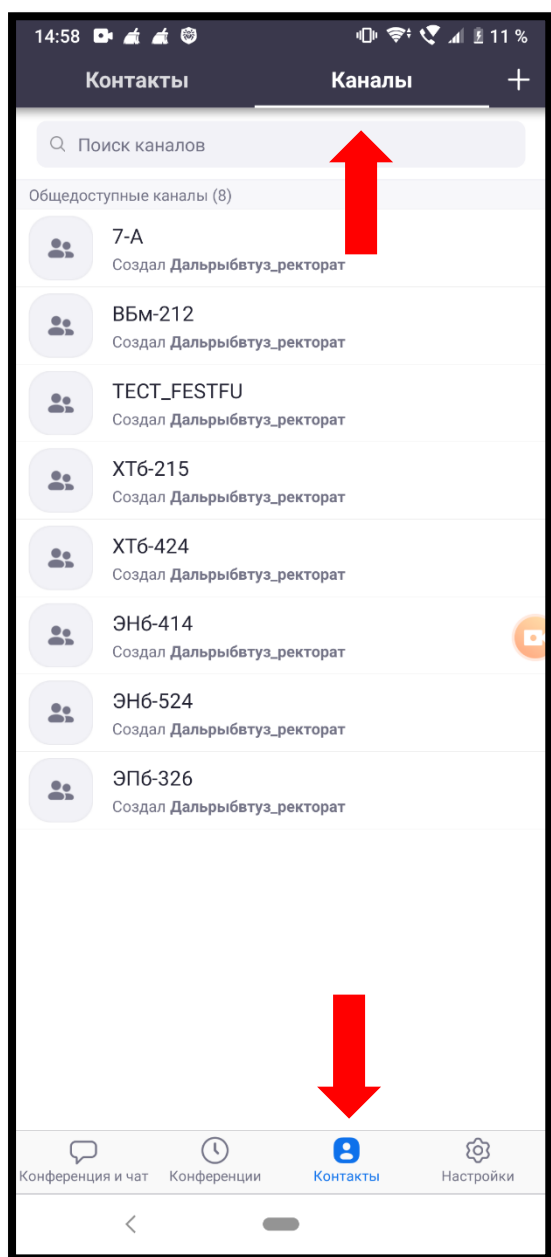 14:58 11 %
Контакты Каналы +
Поиск каналов
Общедоступные каналы (8)
7-А
Создал Дальрыбвтуз_ректорат
ВБм-212
Создал Дальрыбвтуз_ректорат
ТЕСТ_FESTFU
Создал Дальрыбвтуз_ректорат
ХТб-215
Создал Дальрыбвтуз_ректорат
ХТб-424
Создал Дальрыбвтуз_ректорат
ЭНб-414
Создал Дальрыбвтуз_ректорат
ЭНб-524
Создал Дальрыбвтуз_ректорат
ЭПб-326
Создал Дальрыбвтуз_ректорат
Конференция и чат Конференции Контакты Настройки